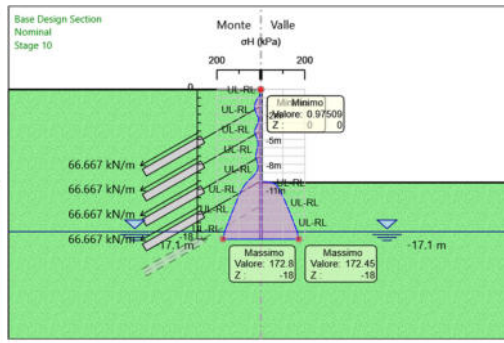 Base Design Section
Nominal
Stage 10
Monte Valle
σH (kPa)
200 0 200
0
UL-RL
Minimo
Valore: 0.97509
Z : 0
UL-RL
-5m
UL-RL
66.667 kN/m
UL-RL
-8m
UL-RL
66.667 kN/m
UL-RL
-11m
66.667 kN/m
UL-RL
UL-RL
UL-RL
UL-RL
66.667 kN/m
-17.1 m
-18
-17.1 m
Massimo
Valore: 172.8
Z : -18
Massimo
Valore: 172.45
Z : -18